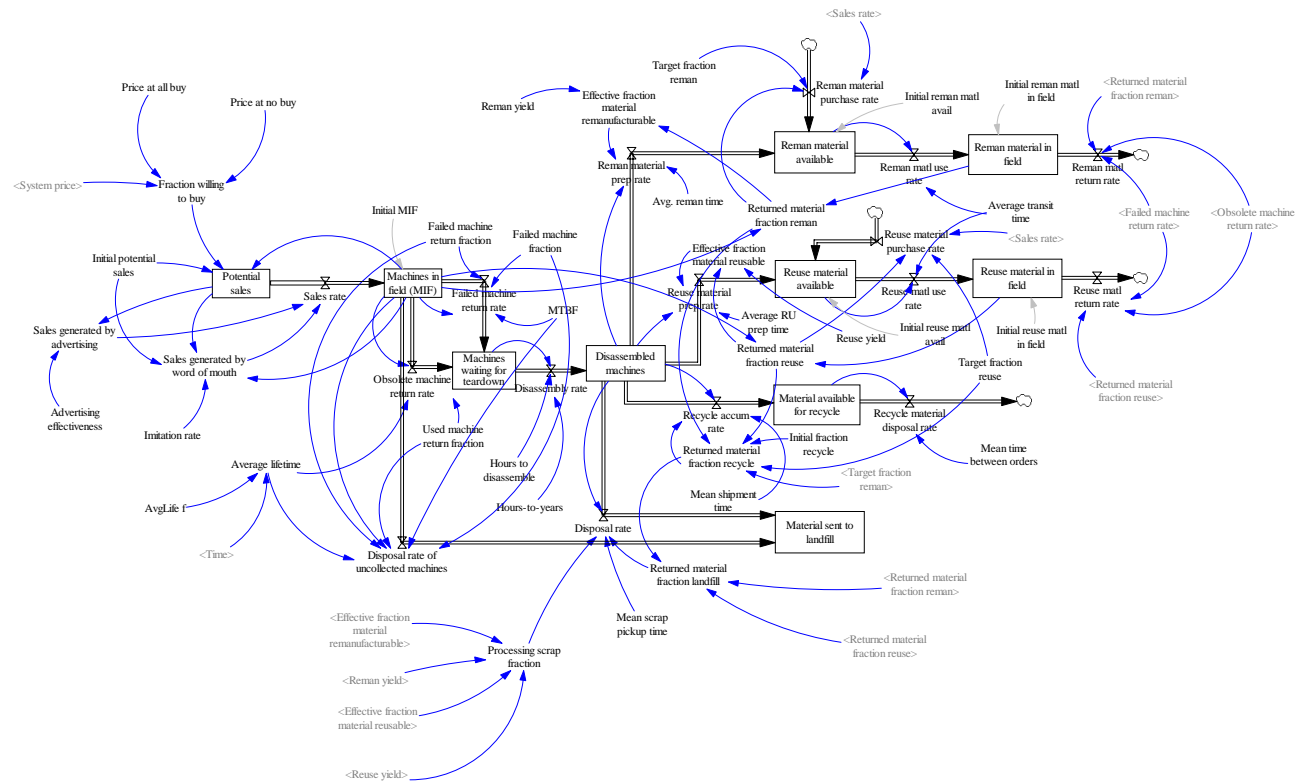 <Sales rate>
Target fraction
reman
Price at all buy
Price at no buy
Reman yield
Effective fraction
material
remanufacturable
Reman material
purchase rate
Initial reman matl
avail
Initial reman matl
in field
<Returned material
fraction reman>
Reman material
prep rate
Reman material
available
Reman matl use
rate
Reman material in
field
Reman matl
return rate
<System price>
Fraction willing
to buy
Avg. reman time
Returned material
fraction reman
Average transit
time
<Failed machine
return rate>
<Obsolete machine
return rate>
Initial MIF
Failed machine
return fraction
Failed machine
fraction
Reuse material
purchase rate
<Sales rate>
Effective fraction
material reusable
Initial potential
sales
Potential
sales
Sales rate
Machines in
field (MIF)
Failed machine
return rate
Reuse material
prep rate
Reuse material
available
Reuse matl use
rate
Reuse material in
field
Reuse matl
return rate
MTBF
Average RU
prep time
Initial reuse matl
avail
Initial reuse matl
in field
Sales generated by
advertising
Reuse yield
Returned material
fraction reuse
Sales generated by
word of mouth
Obsolete machine
return rate
Machines
waiting for
teardown
Disassembly rate
Disassembled
machines
Target fraction
reuse
<Returned material
fraction reuse>
Advertising
effectiveness
Imitation rate
Used machine
return fraction
Recycle accum
rate
Material available
for recycle
Recycle material
disposal rate
Initial fraction
recycle
Returned material
fraction recycle
Mean time
between orders
Average lifetime
Hours to
disassemble
<Target fraction
reman>
AvgLife f
Hours-to-years
Mean shipment
time
<Time>
Disposal rate of
uncollected machines
Disposal rate
Material sent to
landfill
Returned material
fraction landfill
<Returned material
fraction reman>
Mean scrap
pickup time
<Effective fraction
material
remanufacturable>
<Returned material
fraction reuse>
Processing scrap
fraction
<Reman yield>
<Effective fraction
material reusable>
<Reuse yield>